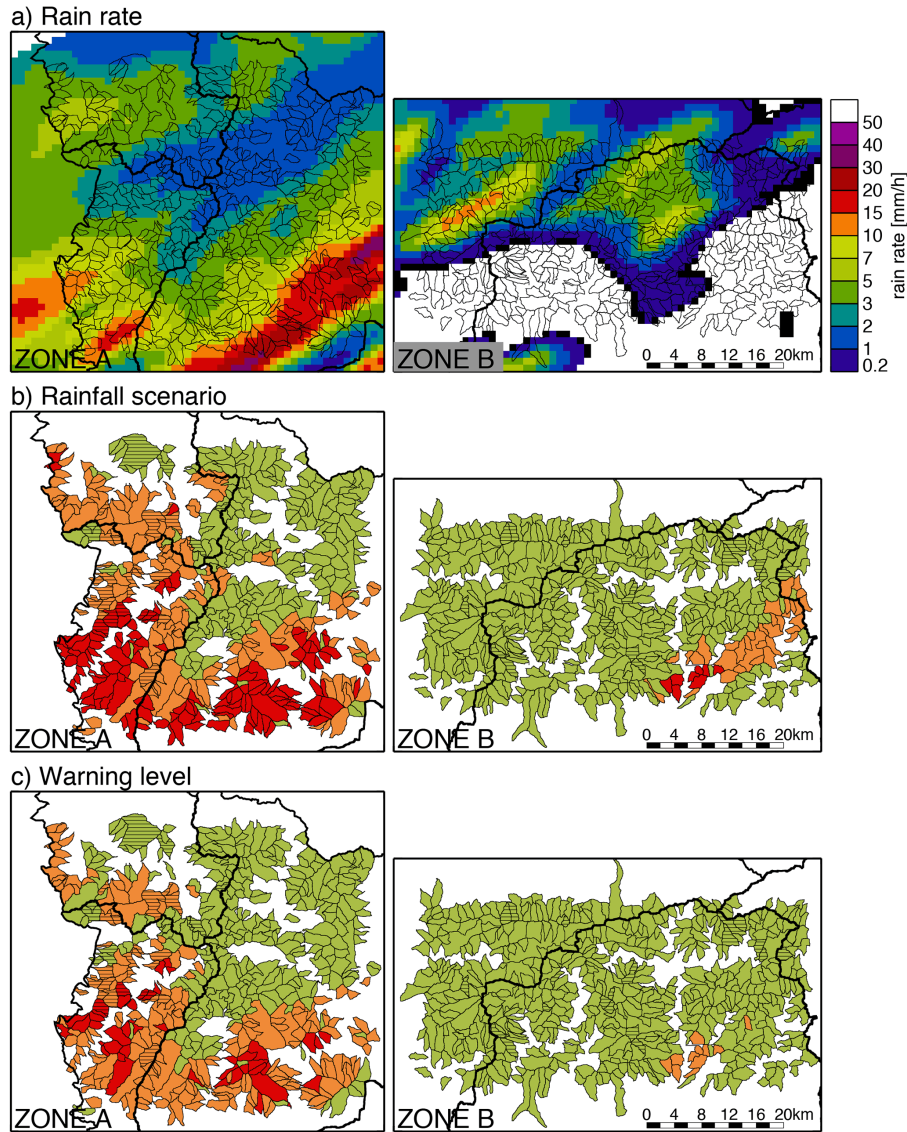 a) Rain rate
ZONE A
ZONE B
0 4 8 12 16 20km
50
40
30
20
15
10
7
5
3
2
1
0.2
rain rate [mm/h]
b) Rainfall scenario
ZONE A
ZONE B
0 4 8 12 16 20km
c) Warning level
ZONE A
ZONE B
0 4 8 12 16 20km